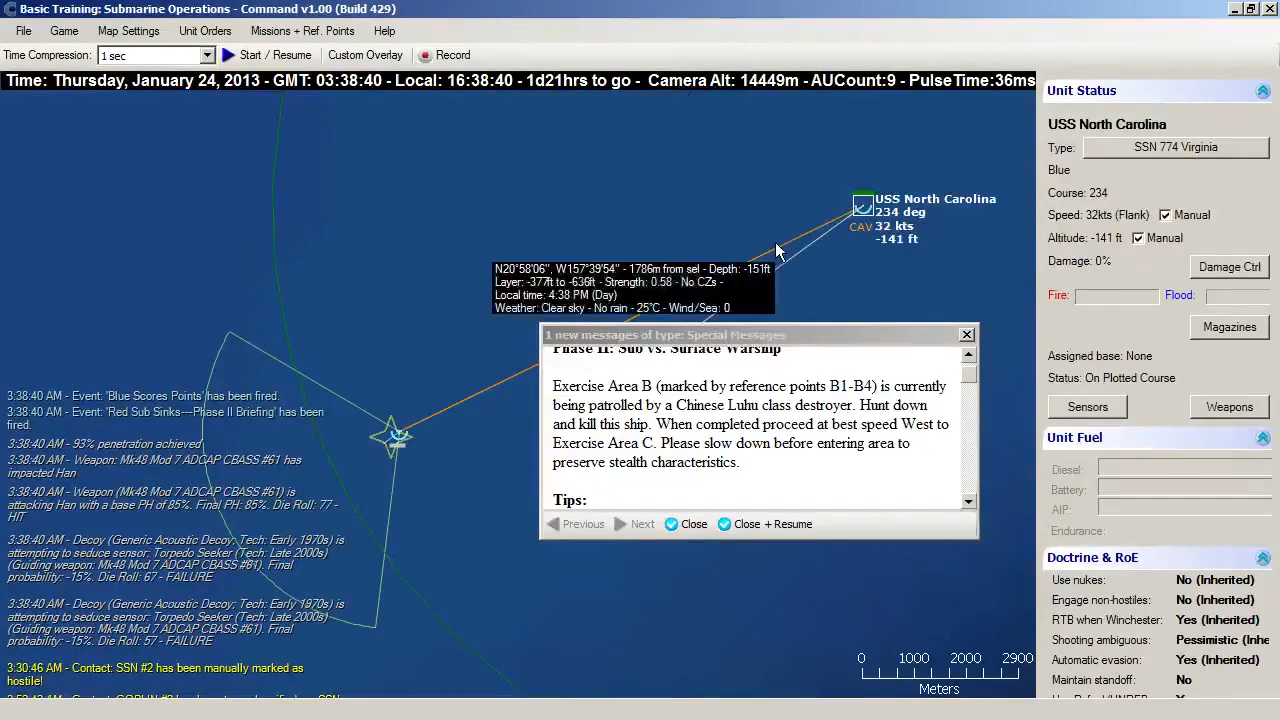 Basic Training: Submarine Operations - Command v1.00 (Build 429)
File Game Map Settings Unit Orders Missions + Ref. Points Help
Time Compression: 1 sec Start / Resume Custom Overlay Record
Time: Thursday, January 24, 2013 - GMT: 03:38:40 - Local: 16:38:40 - 1d21hrs to go - Camera Alt: 14449m - AUCount:9 - PulseTime:36ms
USS North Carolina
234 deg
CAV 32 kts
-141 ft
N20°58'06", W157°39'54" - 1786m from sel - Depth: -151ft
Layer: -377ft to -636ft - Strength: 0.58 - No CZs -
Local time: 4:38 PM (Day)
Weather: Clear sky - No rain - 25°C - Wind/Sea: 0
1 new messages of type: Special Messages
Phase II: Sub vs. Surface Warship
Exercise Area B (marked by reference points B1-B4) is currently
being patrolled by a Chinese Luhu class destroyer. Hunt down
and kill this ship. When completed proceed at best speed West to
Exercise Area C. Please slow down before entering area to
preserve stealth characteristics.
Tips:
Previous Next Close Close + Resume
3:38:40 AM - Event: 'Blue Scores Points' has been fired.
3:38:40 AM - Event: 'Red Sub Sinks---Phase II Briefing' has been
fired.
3:38:40 AM - 93% penetration achieved
3:38:40 AM - Weapon: Mk48 Mod 7 ADCAP CBASS #61 has
impacted Han
3:38:40 AM - Weapon (Mk48 Mod 7 ADCAP CBASS #61) is
attacking Han with a base PH of 85%. Final PH: 85%. Die Roll: 77 -
HIT
3:38:40 AM - Decoy (Generic Acoustic Decoy; Tech: Early 1970s) is
attempting to seduce sensor: Torpedo Seeker (Tech: Late 2000s)
(Guiding weapon: Mk48 Mod 7 ADCAP CBASS #61). Final
probability: -15%. Die Roll: 67 - FAILURE
3:38:40 AM - Decoy (Generic Acoustic Decoy; Tech: Early 1970s) is
attempting to seduce sensor: Torpedo Seeker (Tech: Late 2000s)
(Guiding weapon: Mk48 Mod 7 ADCAP CBASS #61). Final
probability: -15%. Die Roll: 57 - FAILURE
3:30:46 AM - Contact: SSN #2 has been manually marked as
hostile!
0 1000 2000 2900
Meters
Unit Status
USS North Carolina
Type: SSN 774 Virginia
Blue
Course: 234
Speed: 32kts (Flank) Manual
Altitude: -141 ft Manual
Damage: 0% Damage Ctrl
Fire: Flood:
Magazines
Assigned base: None
Status: On Plotted Course
Sensors Weapons
Unit Fuel
Diesel:
Battery:
AIP:
Endurance:
Doctrine & RoE
Use nukes: No (Inherited)
Engage non-hostiles: No (Inherited)
RTB when Winchester: Yes (Inherited)
Shooting ambiguous: Pessimistic (Inhe
Automatic evasion: Yes (Inherited)
Maintain standoff: No